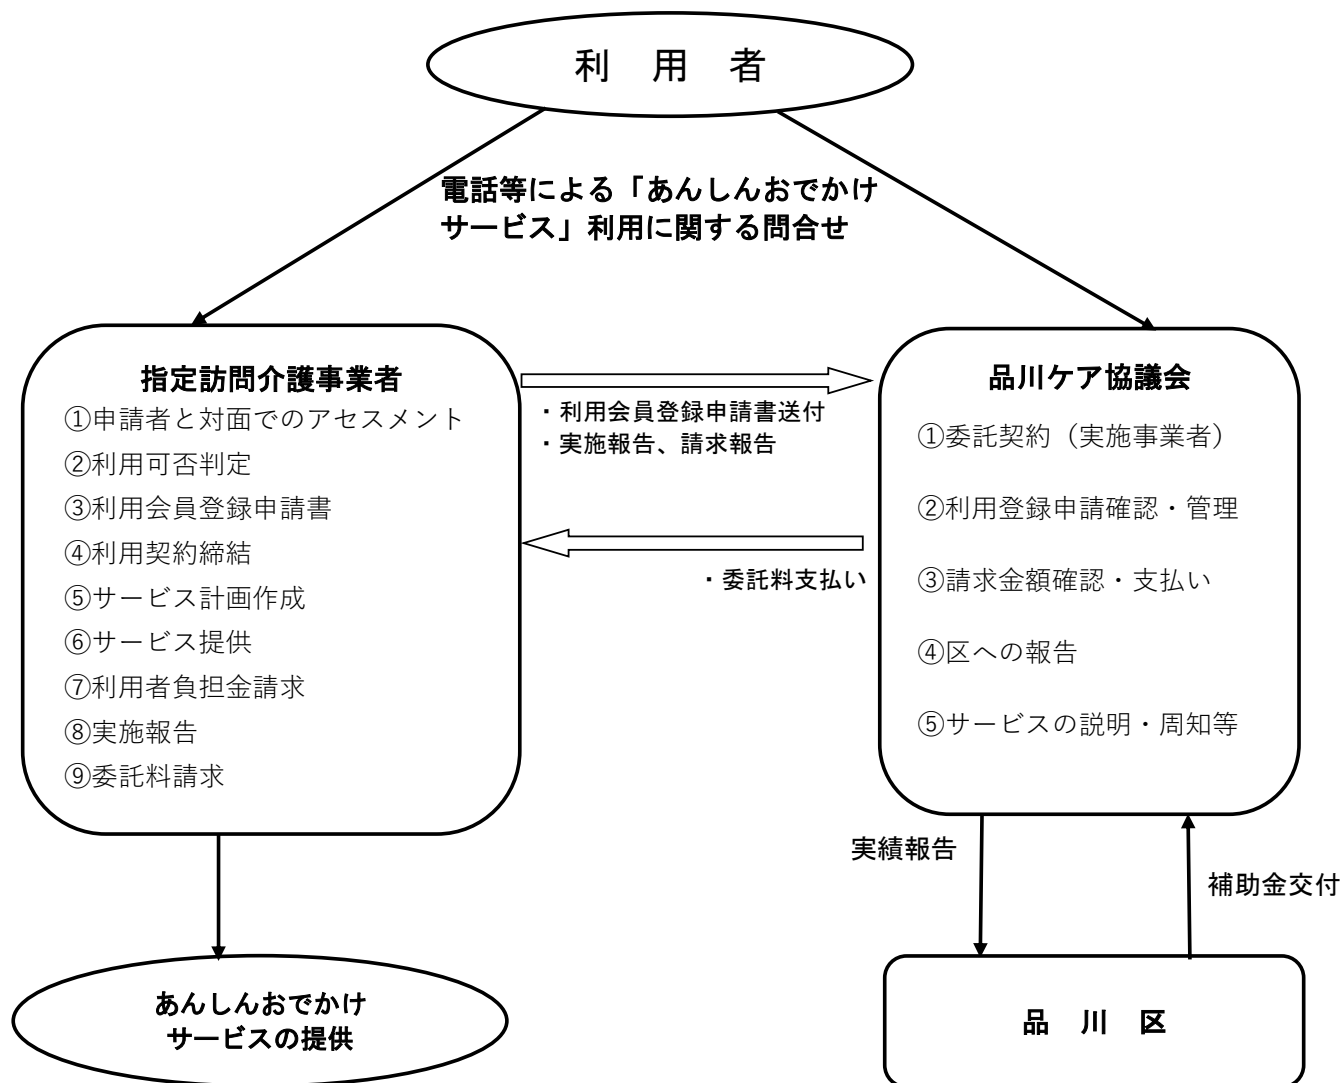 利　用　者
電話等による「あんしんおでかけ
サービス」利用に関する問合せ
指定訪問介護事業者
①申請者と対面でのアセスメント
②利用可否判定
③利用会員登録申請書
④利用契約締結
⑤サービス計画作成
⑥サービス提供
⑦利用者負担金請求
⑧実施報告
⑨委託料請求
・利用会員登録申請書送付
・実施報告、請求報告
・委託料支払い
品川ケア協議会
①委託契約（実施事業者）
②利用登録申請確認・管理
③請求金額確認・支払い
④区への報告
⑤サービスの説明・周知等
実績報告
補助金交付
あんしんおでかけ
サービスの提供
品　川　区